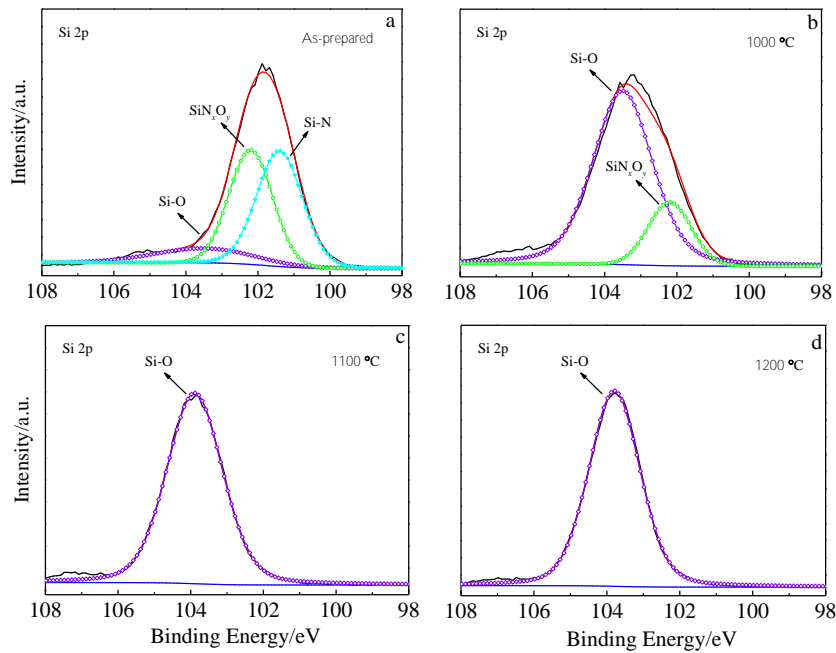 a
Si 2p
As-prepared
SiNₓOᵧ
Si-N
Si-O
Intensity/a.u.
108 106 104 102 100 98
b
Si 2p
1000 °C
Si-O
SiNₓOᵧ
108 106 104 102 100 98
c
Si 2p
1100 °C
Si-O
Intensity/a.u.
108 106 104 102 100 98
Binding Energy/eV
d
Si 2p
1200 °C
Si-O
108 106 104 102 100 98
Binding Energy/eV